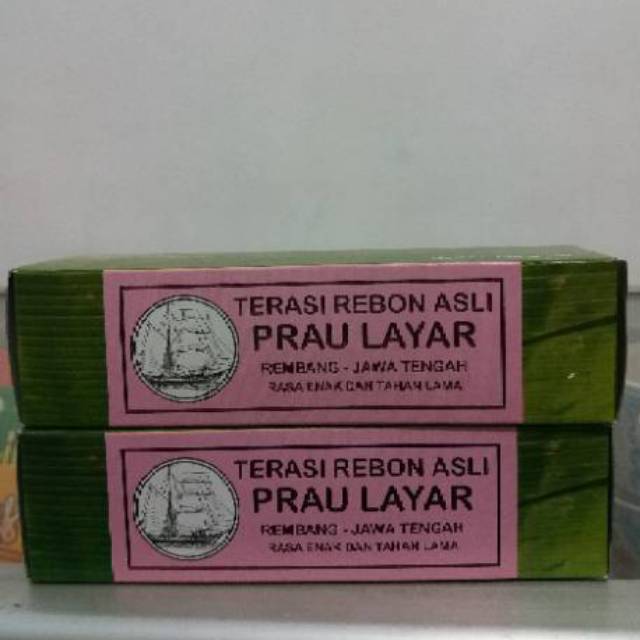 TERASI REBON ASLI
PRAU LAYAR
REMBANG - JAWA TENGAH
RASA ENAK DAN TAHAN LAMA
TERASI REBON ASLI
PRAU LAYAR
REMBANG - JAWA TENGAH
RASA ENAK DAN TAHAN LAMA